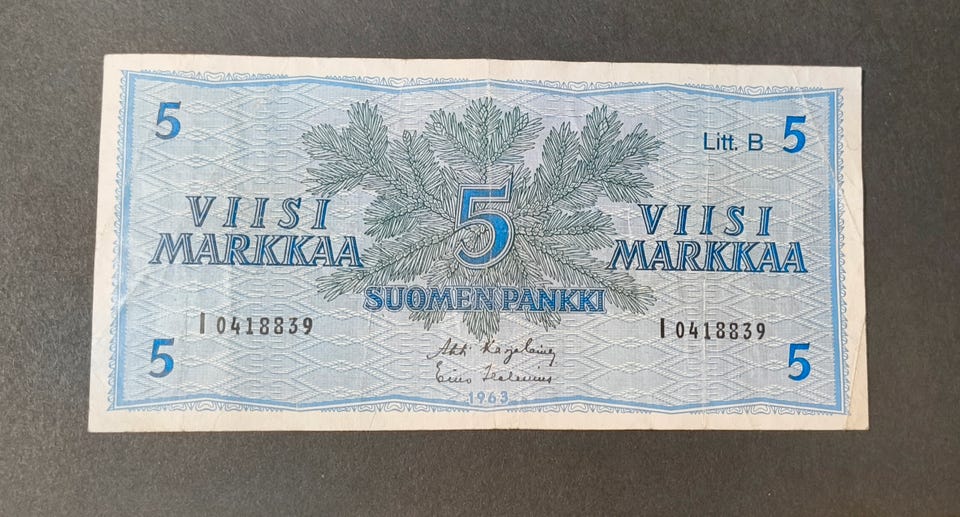 5
Litt. B 5
VIISI
MARKKAA
5
VIISI
MARKKAA
SUOMEN PANKKI
I 0418839
I 0418839
5
5
1963